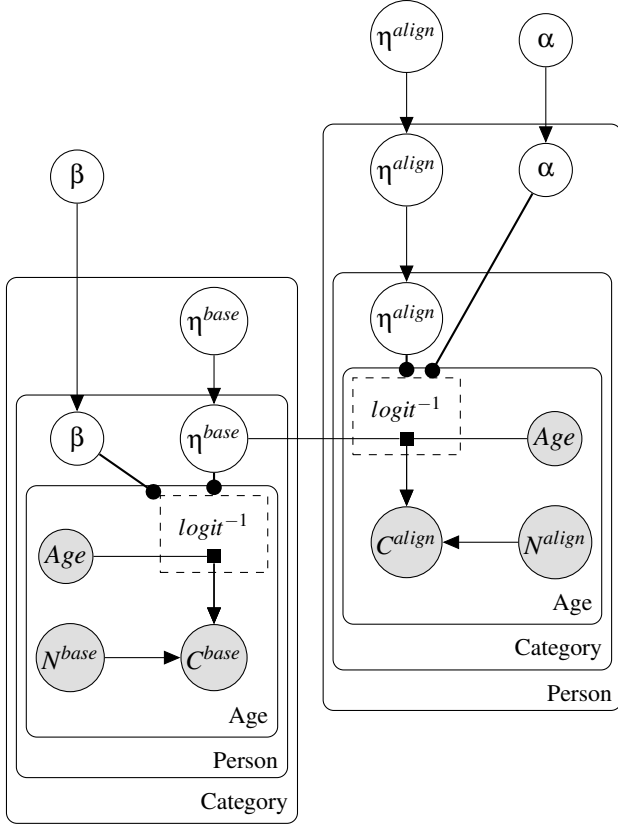 η^align
α
η^align
α
β
η^align
η^base
logit⁻¹
β
η^base
Age
logit⁻¹
Age
C^align
N^align
Age
N^base
C^base
Age
Category
Person
Person
Category